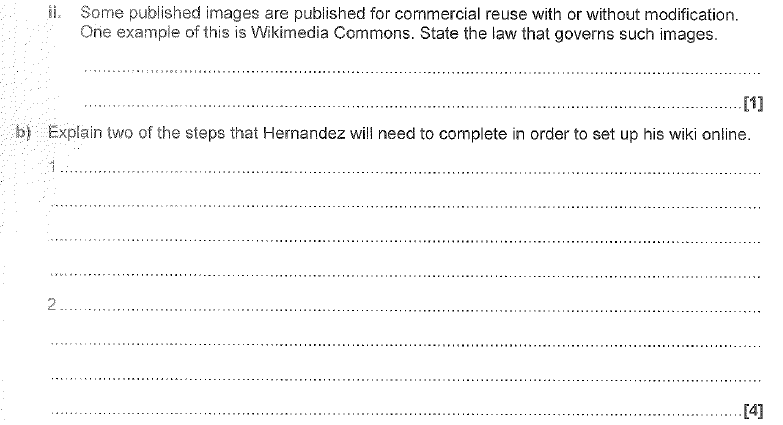 ii. Some published images are published for commercial reuse with or without modification.
One example of this is Wikimedia Commons. State the law that governs such images.
[1]
b) Explain two of the steps that Hernandez will need to complete in order to set up his wiki online.
1
2
[4]